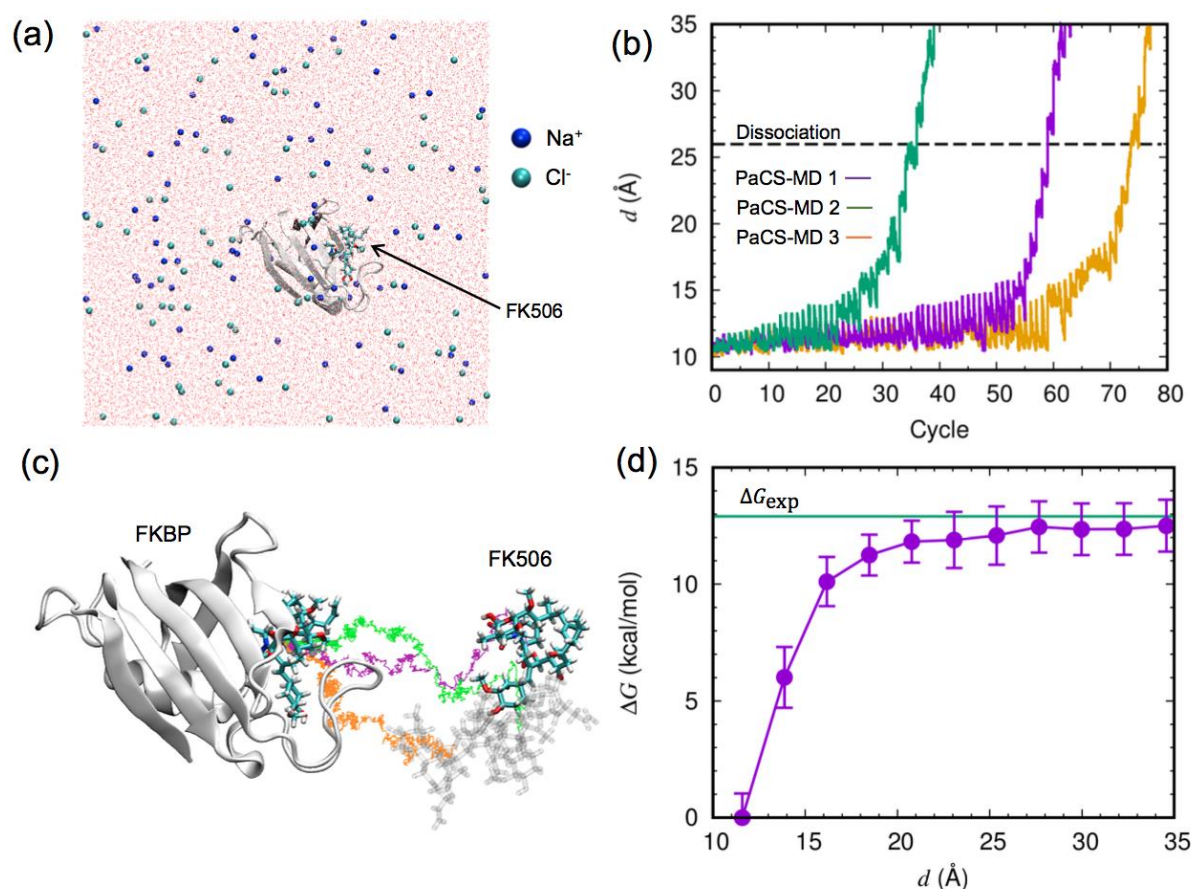 (a)
Na⁺
Cl⁻
FK506
(b)
35
30
25
20
15
10
d (Å)
Dissociation
PaCS-MD 1
PaCS-MD 2
PaCS-MD 3
0 10 20 30 40 50 60 70 80
Cycle
(c)
FKBP
FK506
(d)
15
10
5
0
ΔG (kcal/mol)
ΔG_exp
10 15 20 25 30 35
d (Å)